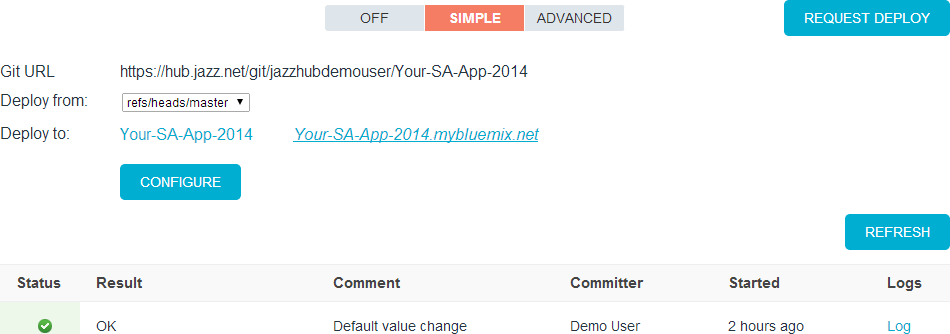 OFF SIMPLE ADVANCED REQUEST DEPLOY
Git URL https://hub.jazz.net/git/jazzhubdemouser/Your-SA-App-2014
Deploy from: refs/heads/master
Deploy to: Your-SA-App-2014 Your-SA-App-2014.mybluemix.net
CONFIGURE
REFRESH
Status Result Comment Committer Started Logs
OK Default value change Demo User 2 hours ago Log